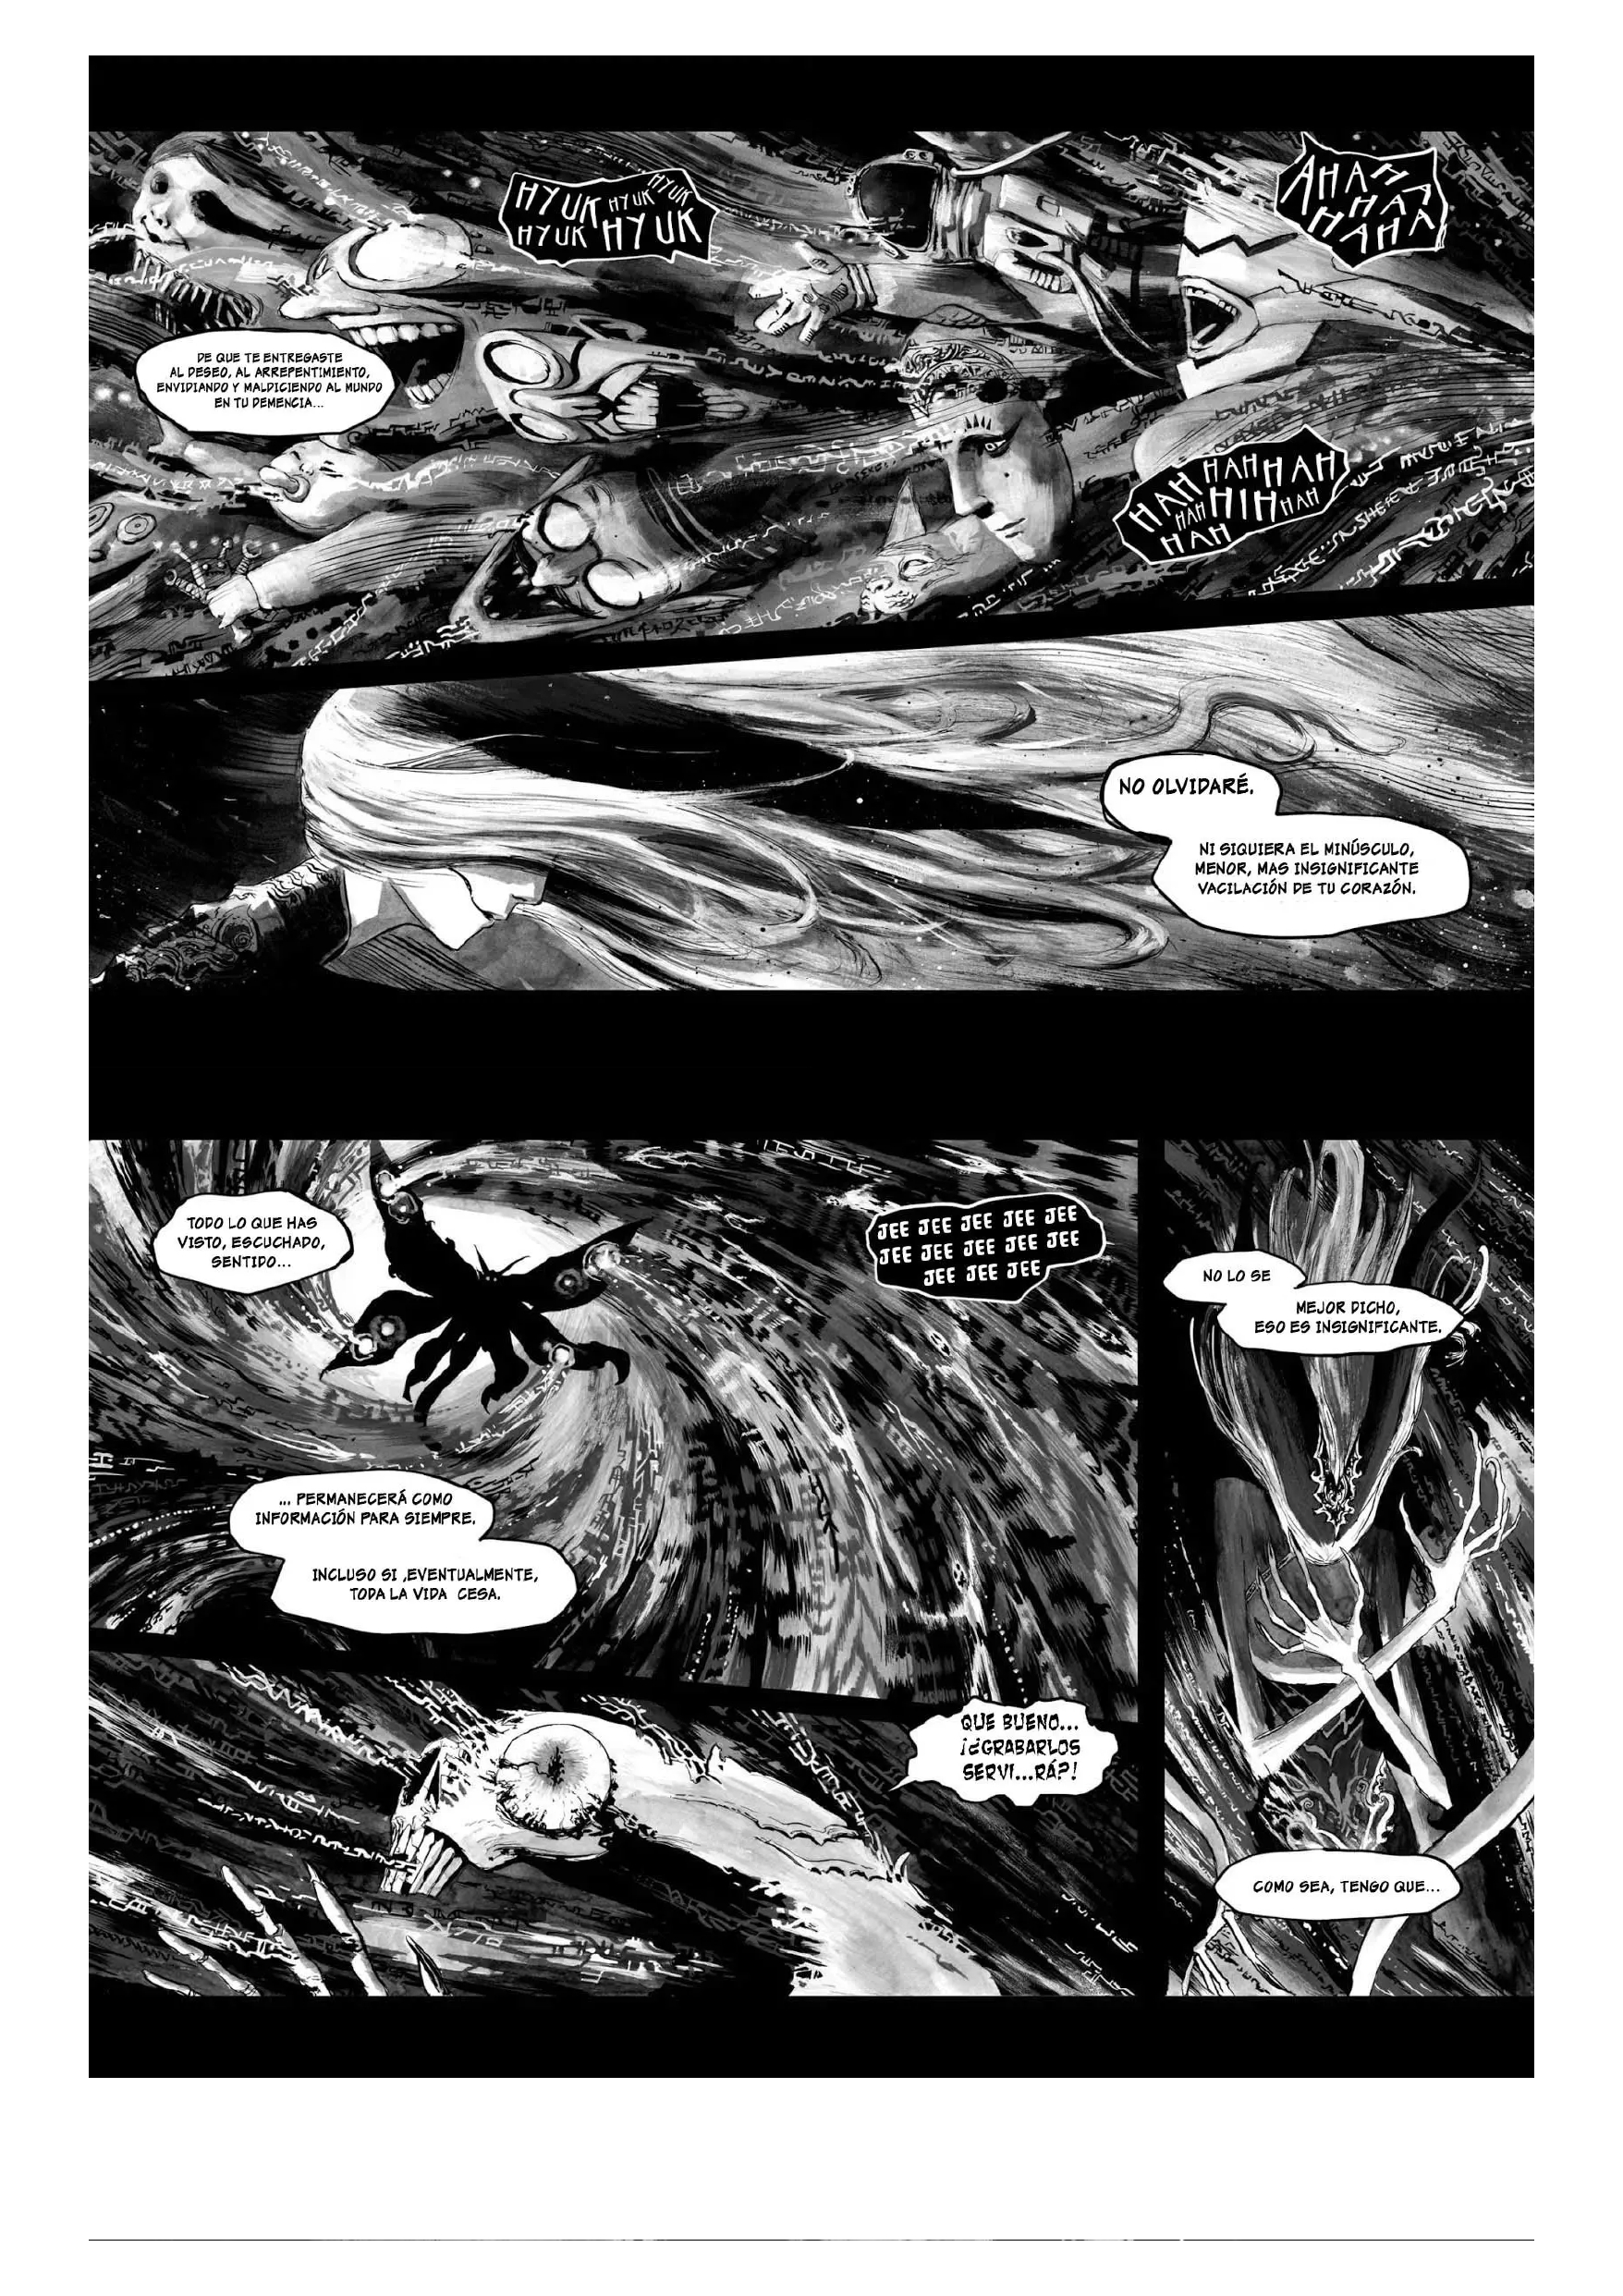 HYUK HYUK HYUK
HYUK HYUK
AHAH
HAHA
HAHA
DE QUE TE ENTREGASTE
AL DESEO, AL ARREPENTIMIENTO,
ENVIDIANDO Y MALDICIENDO AL MUNDO
EN TU DEMENCIA...
HAH HAH HAH
HAH HIH HAH
HAH
NO OLVIDARÉ.
NI SIQUIERA EL MINÚSCULO,
MENOR, MAS INSIGNIFICANTE
VACILACIÓN DE TU CORAZÓN.
TODO LO QUE HAS
VISTO, ESCUCHADO,
SENTIDO...
JEE JEE JEE JEE JEE
JEE JEE JEE JEE JEE
JEE JEE JEE
... PERMANECERÁ COMO
INFORMACIÓN PARA SIEMPRE.
INCLUSO SI ,EVENTUALMENTE,
TODA LA VIDA CESA.
NO LO SE
MEJOR DICHO,
ESO ES INSIGNIFICANTE.
QUE BUENO...
¡¿GRABARLOS
SERVI...RÁ?!
COMO SEA, TENGO QUE...